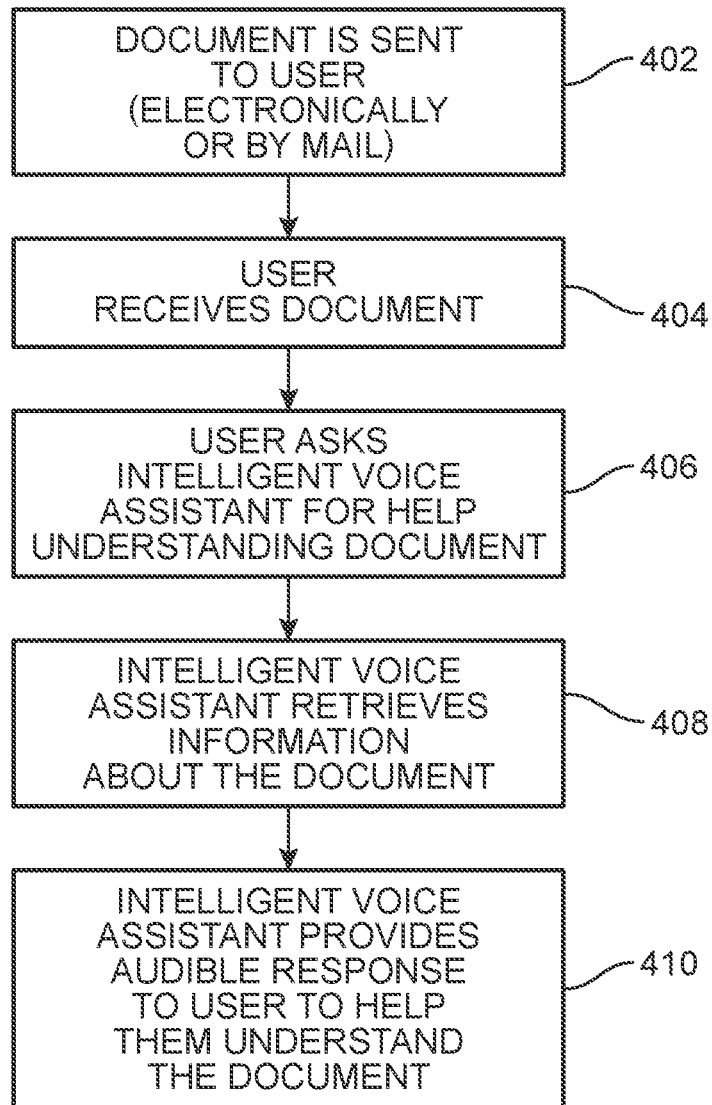 DOCUMENT IS SENT
TO USER
(ELECTRONICALLY
OR BY MAIL)
402
USER
RECEIVES DOCUMENT
404
USER ASKS
INTELLIGENT VOICE
ASSISTANT FOR HELP
UNDERSTANDING DOCUMENT
406
INTELLIGENT VOICE
ASSISTANT RETRIEVES
INFORMATION
ABOUT THE DOCUMENT
408
INTELLIGENT VOICE
ASSISTANT PROVIDES
AUDIBLE RESPONSE
TO USER TO HELP
THEM UNDERSTAND
THE DOCUMENT
410